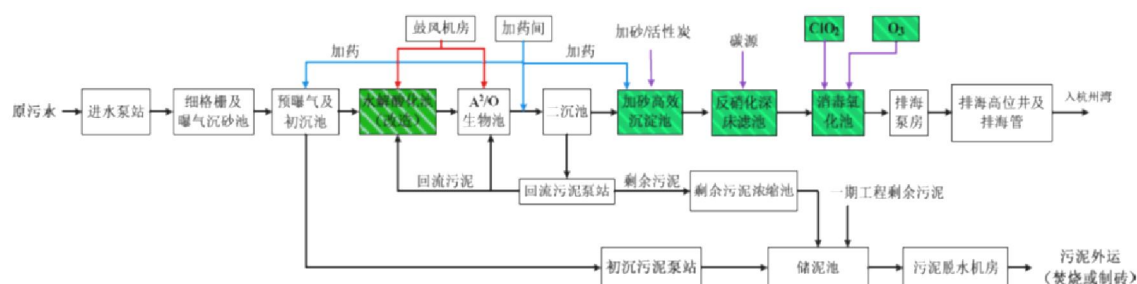 鼓风机房
加药间
加砂/活性炭
碳源
ClO₂
O₃
加药
加药
原污水
进水泵站
细格栅及
曝气沉砂池
预曝气及
初沉池
水解酸化池
(改造)
A²/O
生物池
二沉池
加砂高效
沉淀池
反硝化深
床滤池
消毒氧
化池
排海
泵房
排海高位井及
排海管
入杭州湾
回流污泥
回流污泥泵站
剩余污泥
剩余污泥浓缩池
一期工程剩余污泥
初沉污泥泵站
储泥池
污泥脱水机房
污泥外运
(焚烧或制砖)